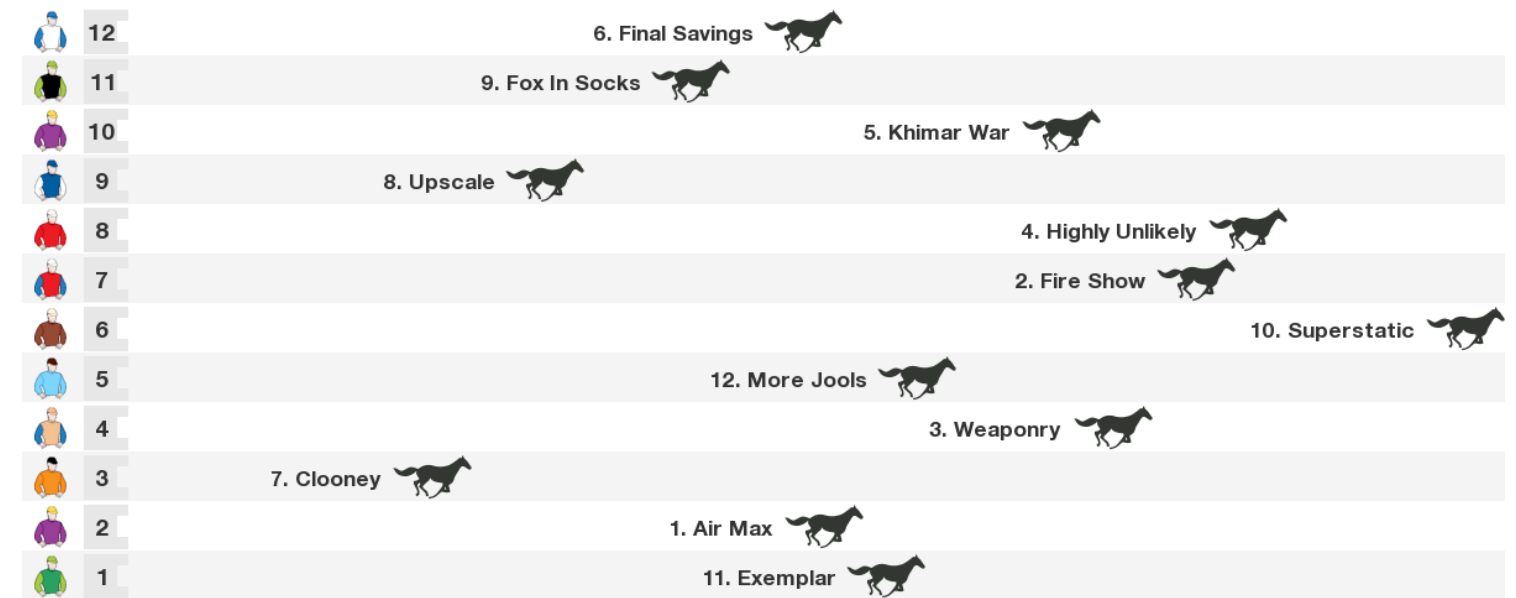 12 6. Final Savings
11 9. Fox In Socks
10 5. Khimar War
9 8. Upscale
8 4. Highly Unlikely
7 2. Fire Show
6 10. Superstatic
5 12. More Jools
4 3. Weaponry
3 7. Clooney
2 1. Air Max
1 11. Exemplar